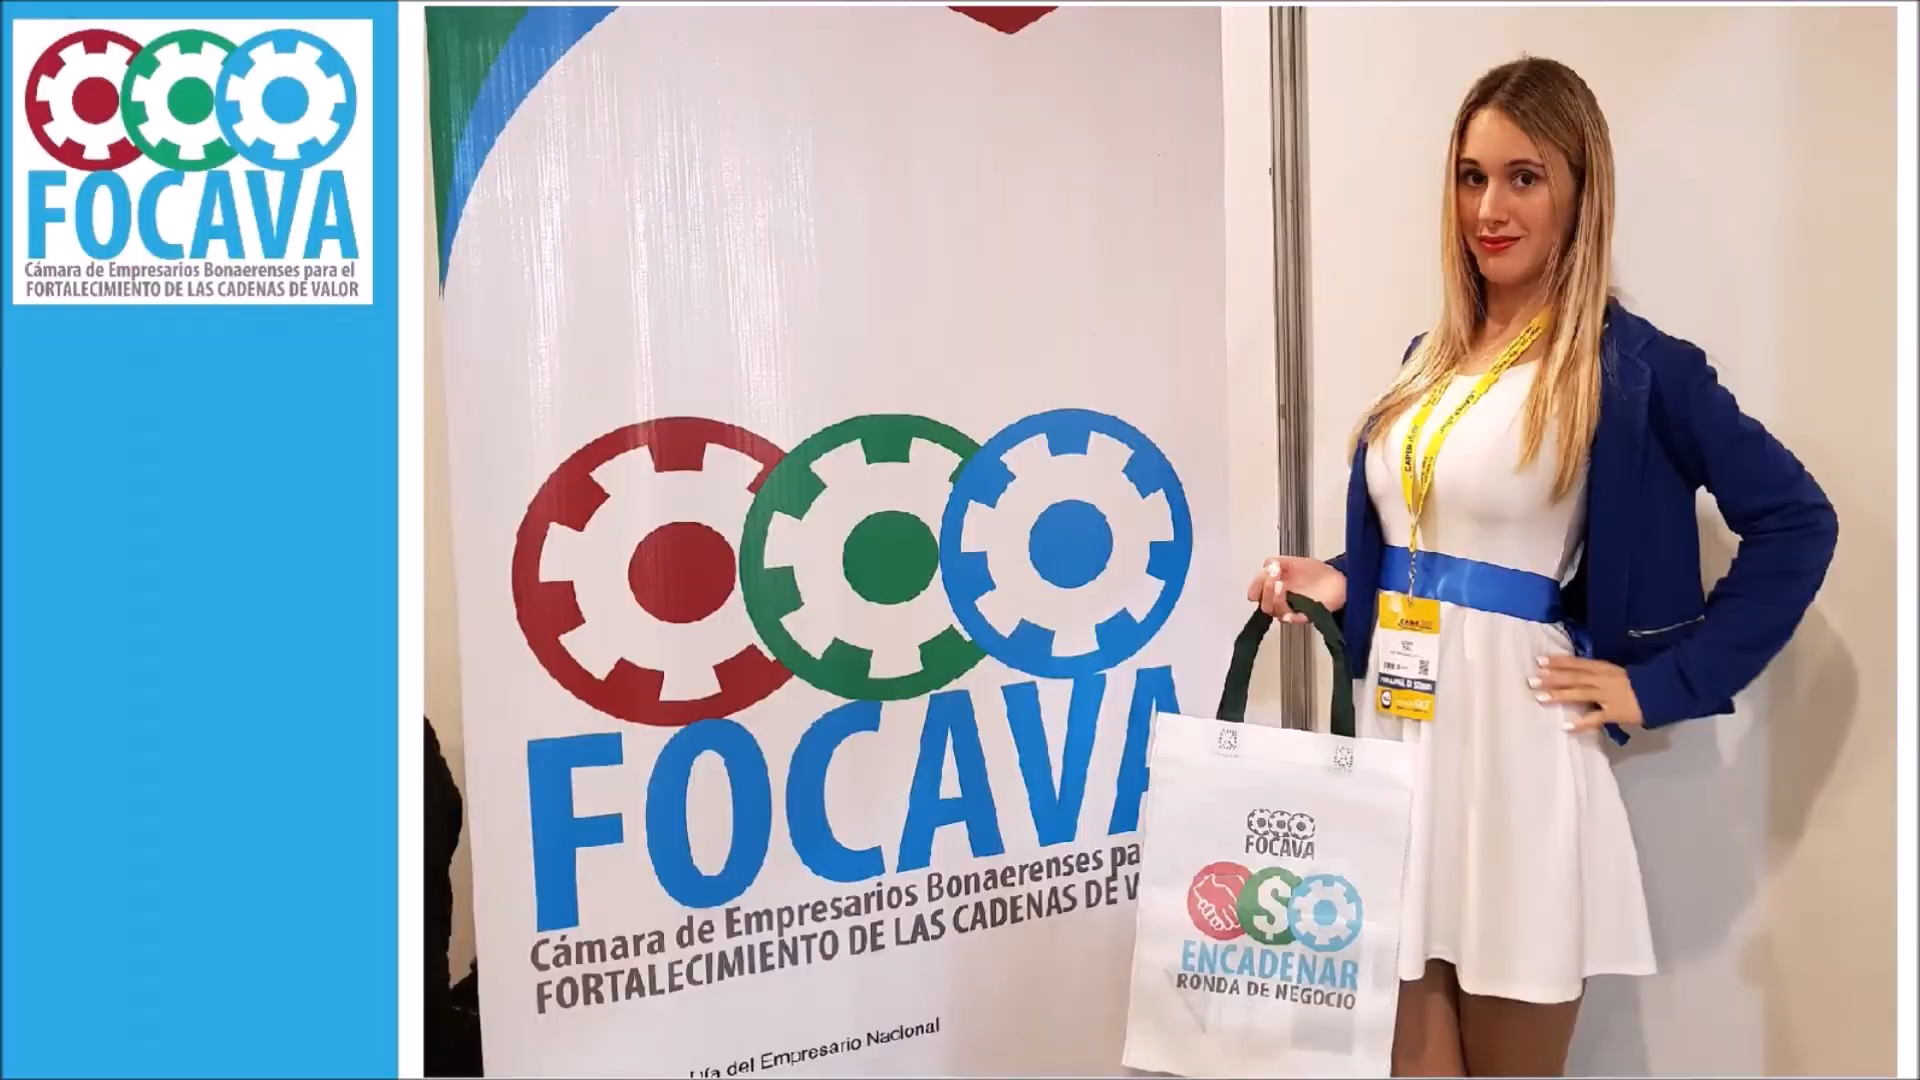 FOCAVA
Cámara de Empresarios Bonaerenses para el
FORTALECIMIENTO DE LAS CADENAS DE VALOR
FOCAVA
Cámara de Empresarios Bonaerenses pa
FORTALECIMIENTO DE LAS CADENAS DE V
del Empresario Nacional
FOCAVA
$
ENCADENAR
RONDA DE NEGOCIO